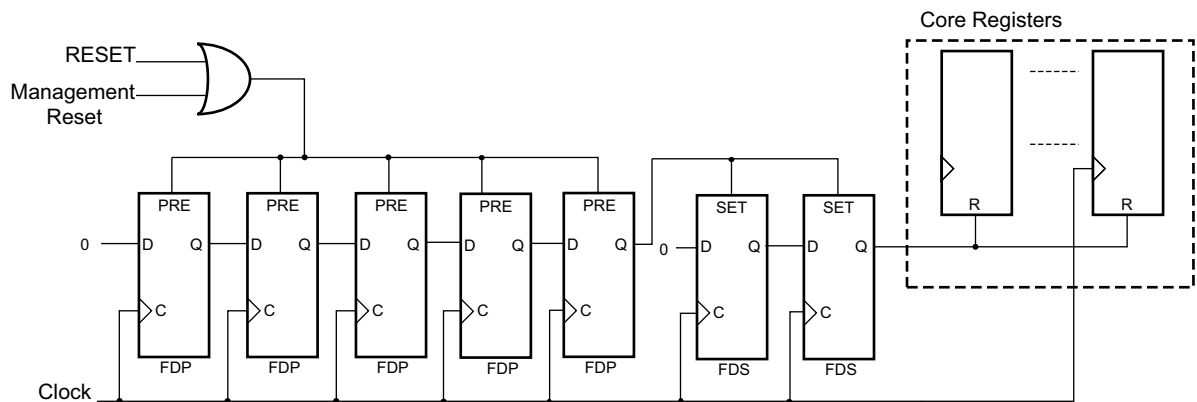 Core Registers
RESET
Management
Reset
PRE PRE PRE PRE PRE SET SET
R R
0 D Q D Q D Q D Q D Q 0 D Q D Q
C C C C C C C
FDP FDP FDP FDP FDP FDS FDS
Clock